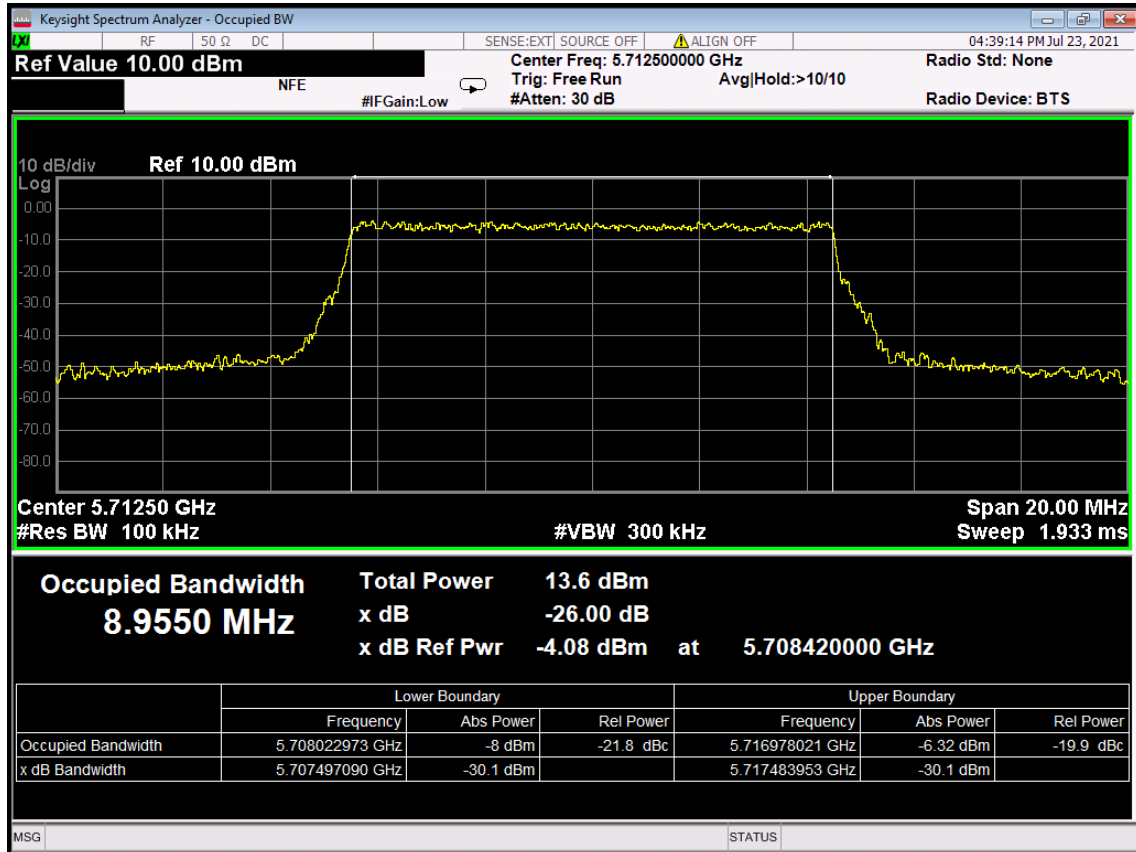 Keysight Spectrum Analyzer - Occupied BW
LXI RF 50 Ω DC SENSE:EXT SOURCE OFF ALIGN OFF 04:39:14 PM Jul 23, 2021
Ref Value 10.00 dBm Center Freq: 5.712500000 GHz Radio Std: None
NFE Trig: Free Run Avg|Hold:>10/10
#IFGain:Low #Atten: 30 dB Radio Device: BTS
10 dB/div Ref 10.00 dBm
Log
0.00
-10.0
-20.0
-30.0
-40.0
-50.0
-60.0
-70.0
-80.0
Center 5.71250 GHz Span 20.00 MHz
#Res BW 100 kHz #VBW 300 kHz Sweep 1.933 ms
Occupied Bandwidth Total Power 13.6 dBm
8.9550 MHz x dB -26.00 dB
x dB Ref Pwr -4.08 dBm at 5.708420000 GHz
Lower Boundary Upper Boundary
Frequency Abs Power Rel Power Frequency Abs Power Rel Power
Occupied Bandwidth 5.708022973 GHz -8 dBm -21.8 dBc 5.716978021 GHz -6.32 dBm -19.9 dBc
x dB Bandwidth 5.707497090 GHz -30.1 dBm 5.717483953 GHz -30.1 dBm
MSG STATUS